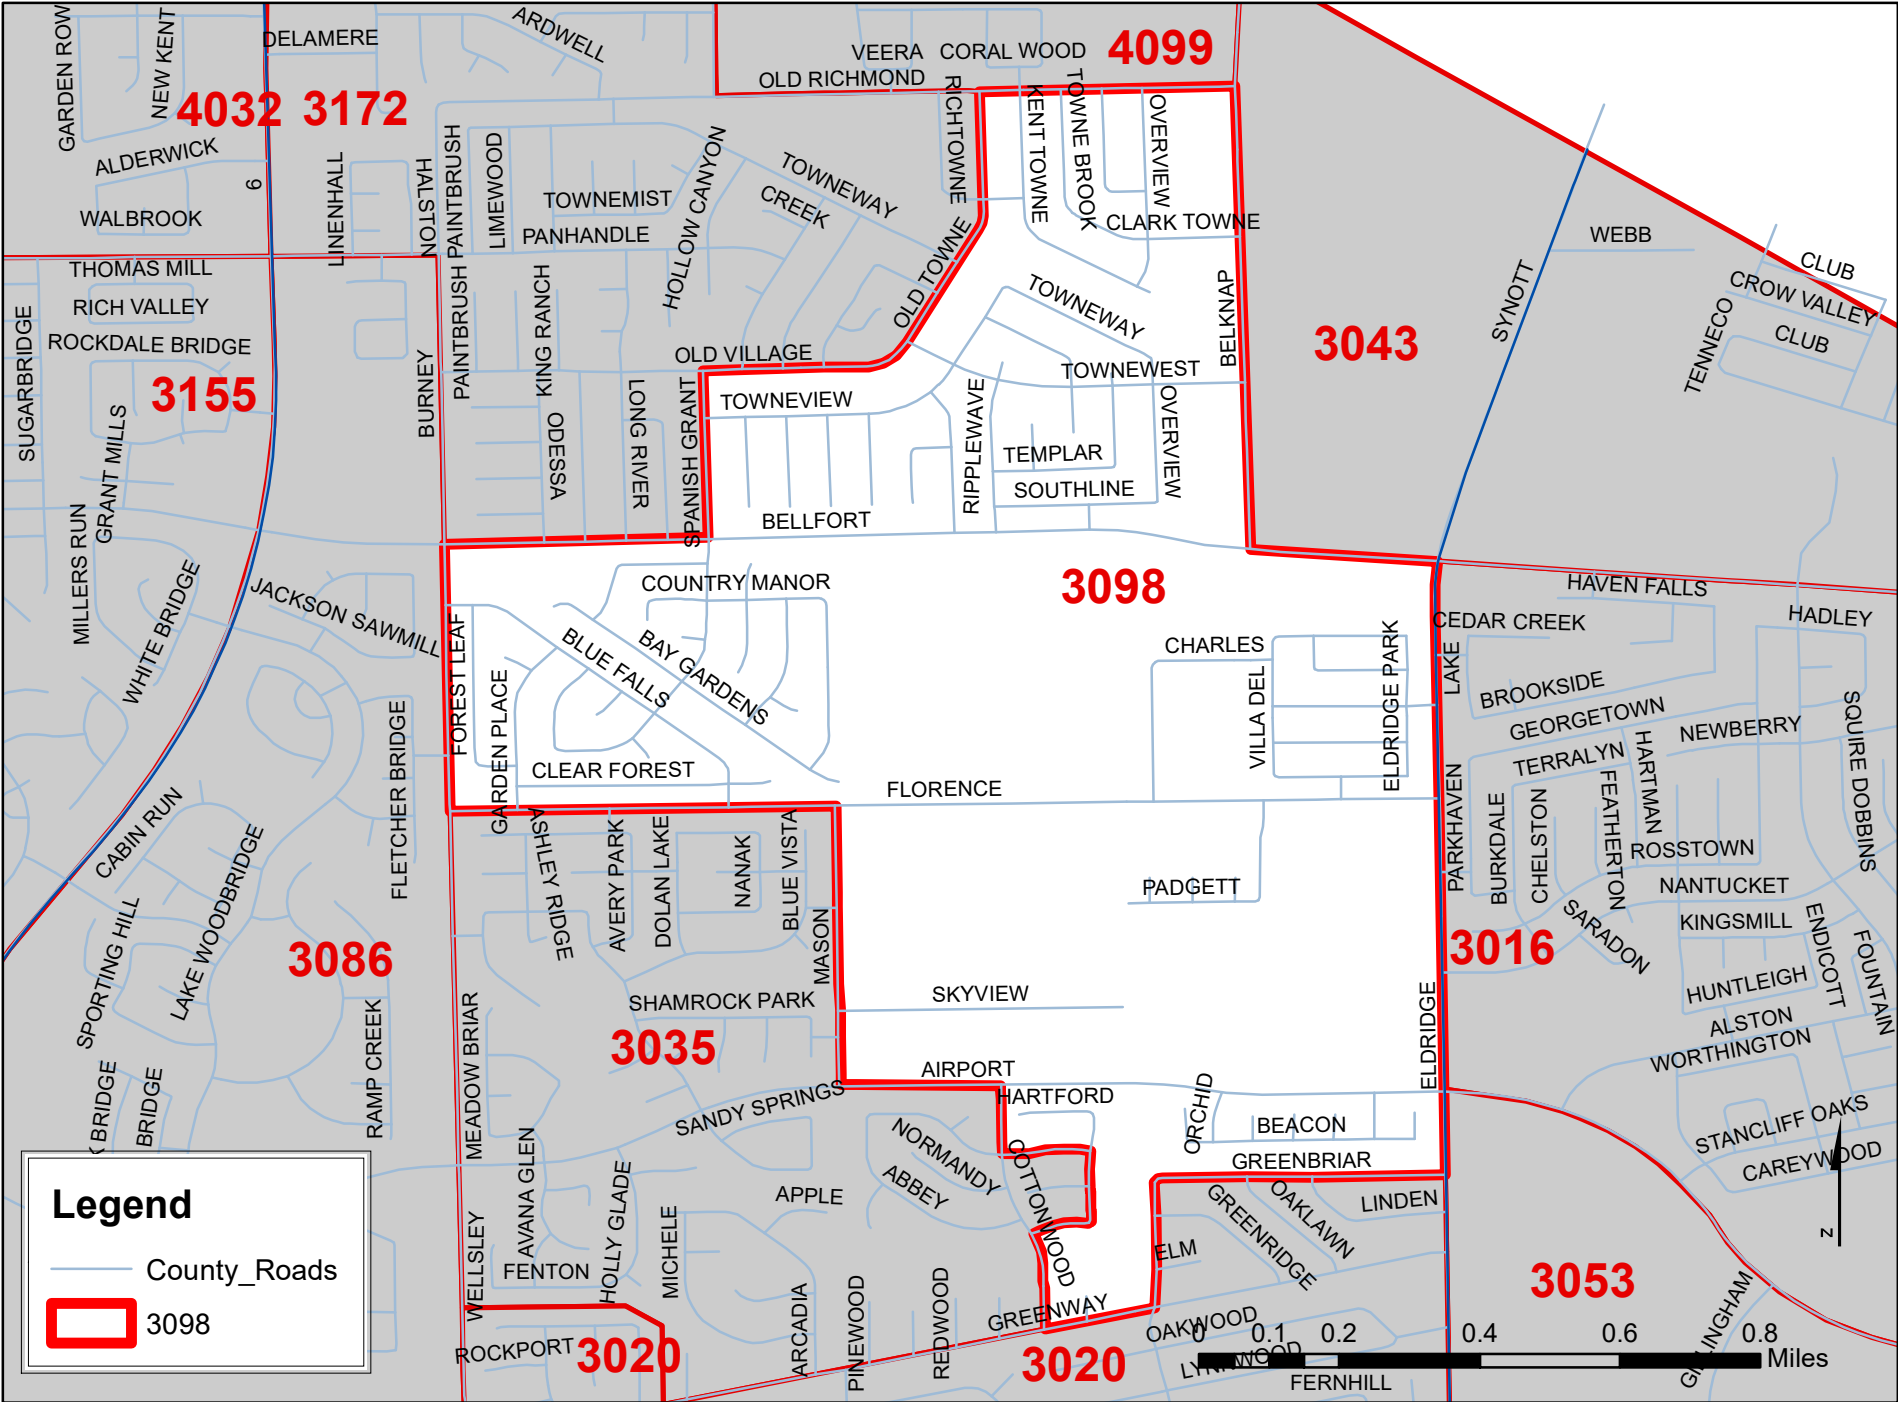 GARDEN ROW
NEW KENT
DELAMERE
ARDWELL
VEERA
CORAL WOOD
4099
OLD RICHMOND
4032
3172
RICHTOWNE
KENT TOWNE
TOWNE BROOK
OVERVIEW
ALDERWICK
6
WALBROOK
LINENHALL
HALSTON
PAINTBRUSH
LIMEWOOD
TOWNEMIST
PANHANDLE
HOLLOW CANYON
TOWNEWAY
CREEK
CLARK TOWNE
WEBB
CLUB
CROW VALLEY
CLUB
TENNECO
SYNOTT
THOMAS MILL
RICH VALLEY
ROCKDALE BRIDGE
SUGARBRIDGE
3155
GRANT MILLS
BURNEY
PAINTBRUSH
KING RANCH
ODESSA
LONG RIVER
SPANISH GRANT
OLD VILLAGE
OLD TOWNE
TOWNEWAY
BELKNAP
3043
TOWNEWEST
TOWNEVIEW
RIPPLEWAVE
TEMPLAR
SOUTHLINE
OVERVIEW
BELLFORT
MILLERS RUN
WHITE BRIDGE
JACKSON SAWMILL
FOREST LEAF
GARDEN PLACE
COUNTRY MANOR
BLUE FALLS
BAY GARDENS
CLEAR FOREST
3098
CHARLES
VILLA DEL
ELDRIDGE PARK
LAKE
CEDAR CREEK
HAVEN FALLS
HADLEY
BROOKSIDE
GEORGETOWN
NEWBERRY
TERRALYN
HARTMAN
FEATHERTON
SQUIRE DOBBINS
FLORENCE
FLETCHER BRIDGE
CABIN RUN
LAKE WOODBRIDGE
SPORTING HILL
3086
ASHLEY RIDGE
AVERY PARK
DOLAN LAKE
NANAK
BLUE VISTA
MASON
PADGETT
PARKHAVEN
BURKDALE
CHELSTON
ROSSTOWN
NANTUCKET
KINGSMILL
SARADON
ENDICOTT
FOUNTAIN
3016
HUNTLEIGH
ALSTON
WORTHINGTON
STANCLIFF OAKS
CAREYWOOD
SKYVIEW
SHAMROCK PARK
3035
MEADOW BRIAR
RAMP CREEK
BRIDGE
BRIDGE
AIRPORT
ELDRIDGE
HARTFORD
SANDY SPRINGS
ORCHID
BEACON
GREENBRIAR
NORMANDY
ABBEY
COTTONWOOD
APPLE
AVANA GLEN
HOLLY GLADE
MICHELE
FENTON
WELLSLEY
ROCKPORT
3020
ARCADIA
PINEWOOD
REDWOOD
GREENWAY
3020
ELM
GREENRIDGE
OAKLAWN
LINDEN
OAKWOOD
LYNNWOOD
FERNHILL
3053
GILLINGHAM
N
0 0.1 0.2 0.4 0.6 0.8
Miles
Legend
County_Roads
3098